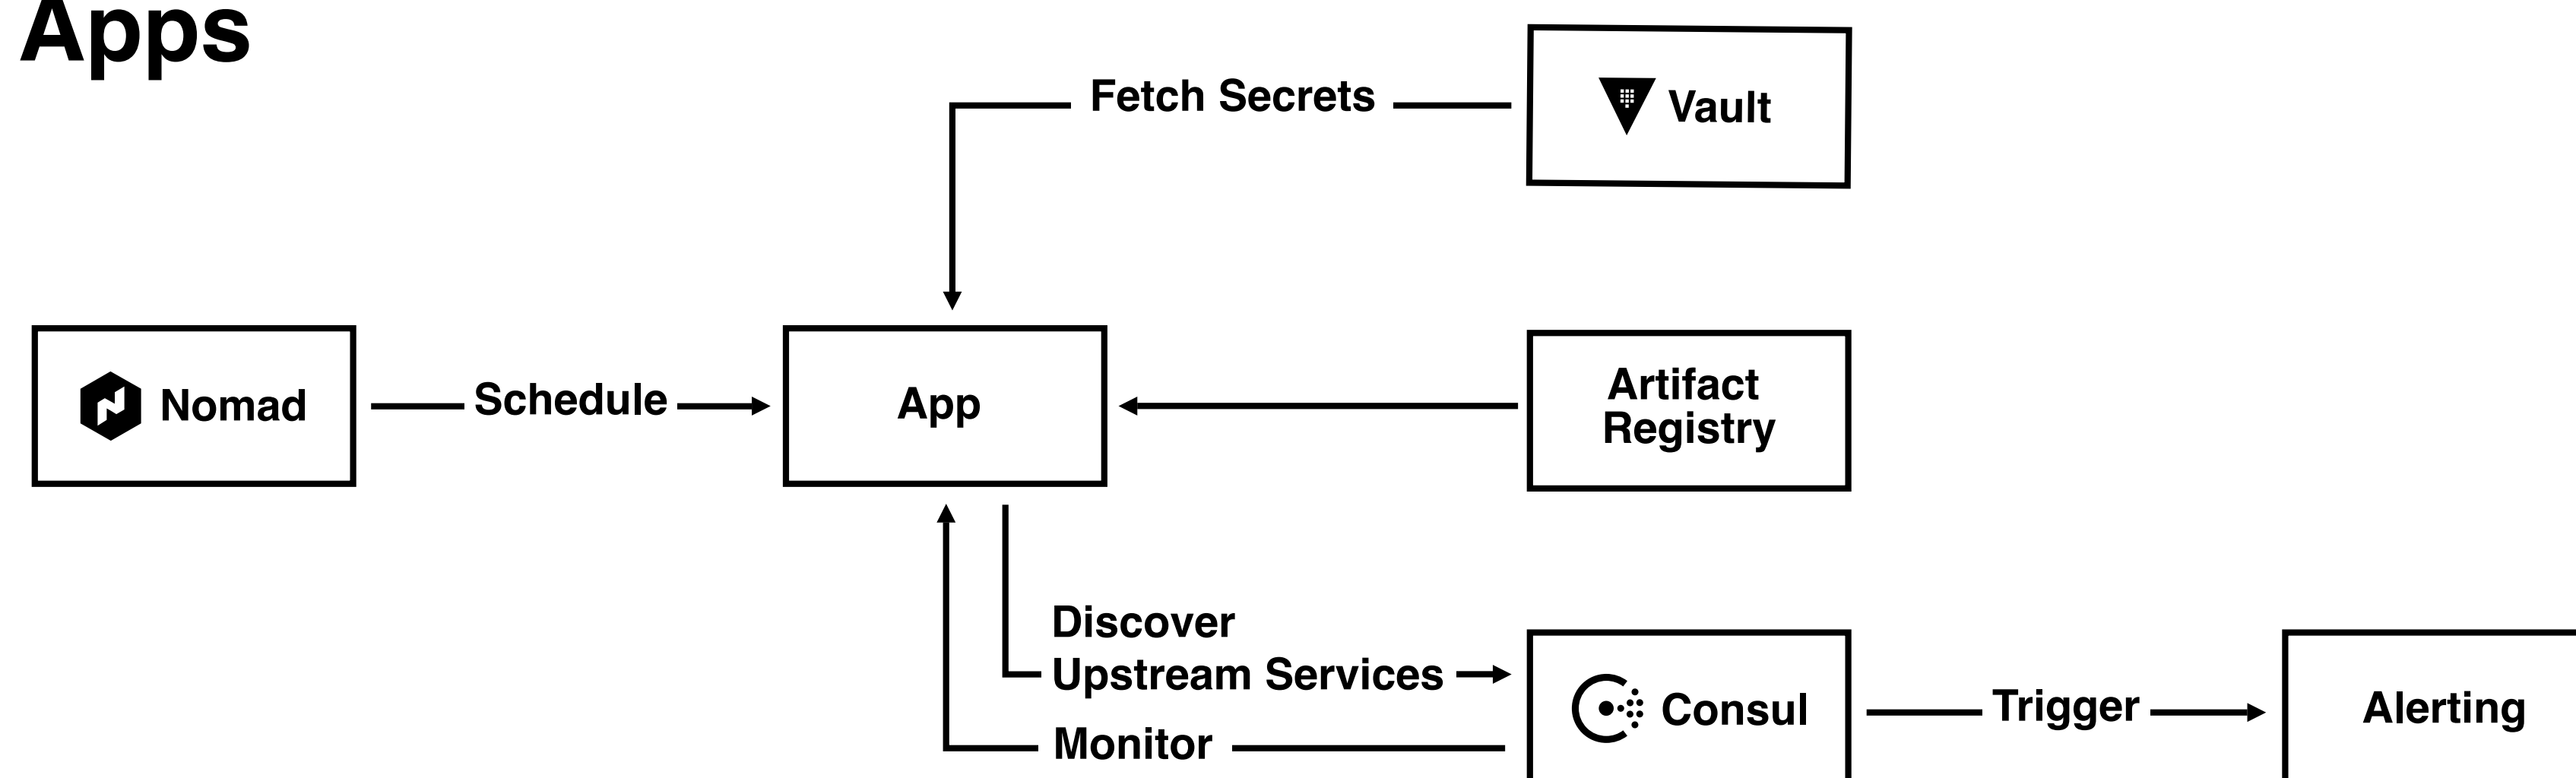 Apps
Fetch Secrets
Vault
Nomad
Schedule
App
Artifact
Registry
Discover
Upstream Services
Monitor
Consul
Trigger
Alerting